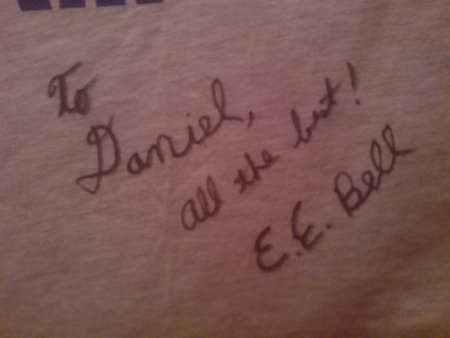 To
Daniel,
all the best!
E.E. Bell